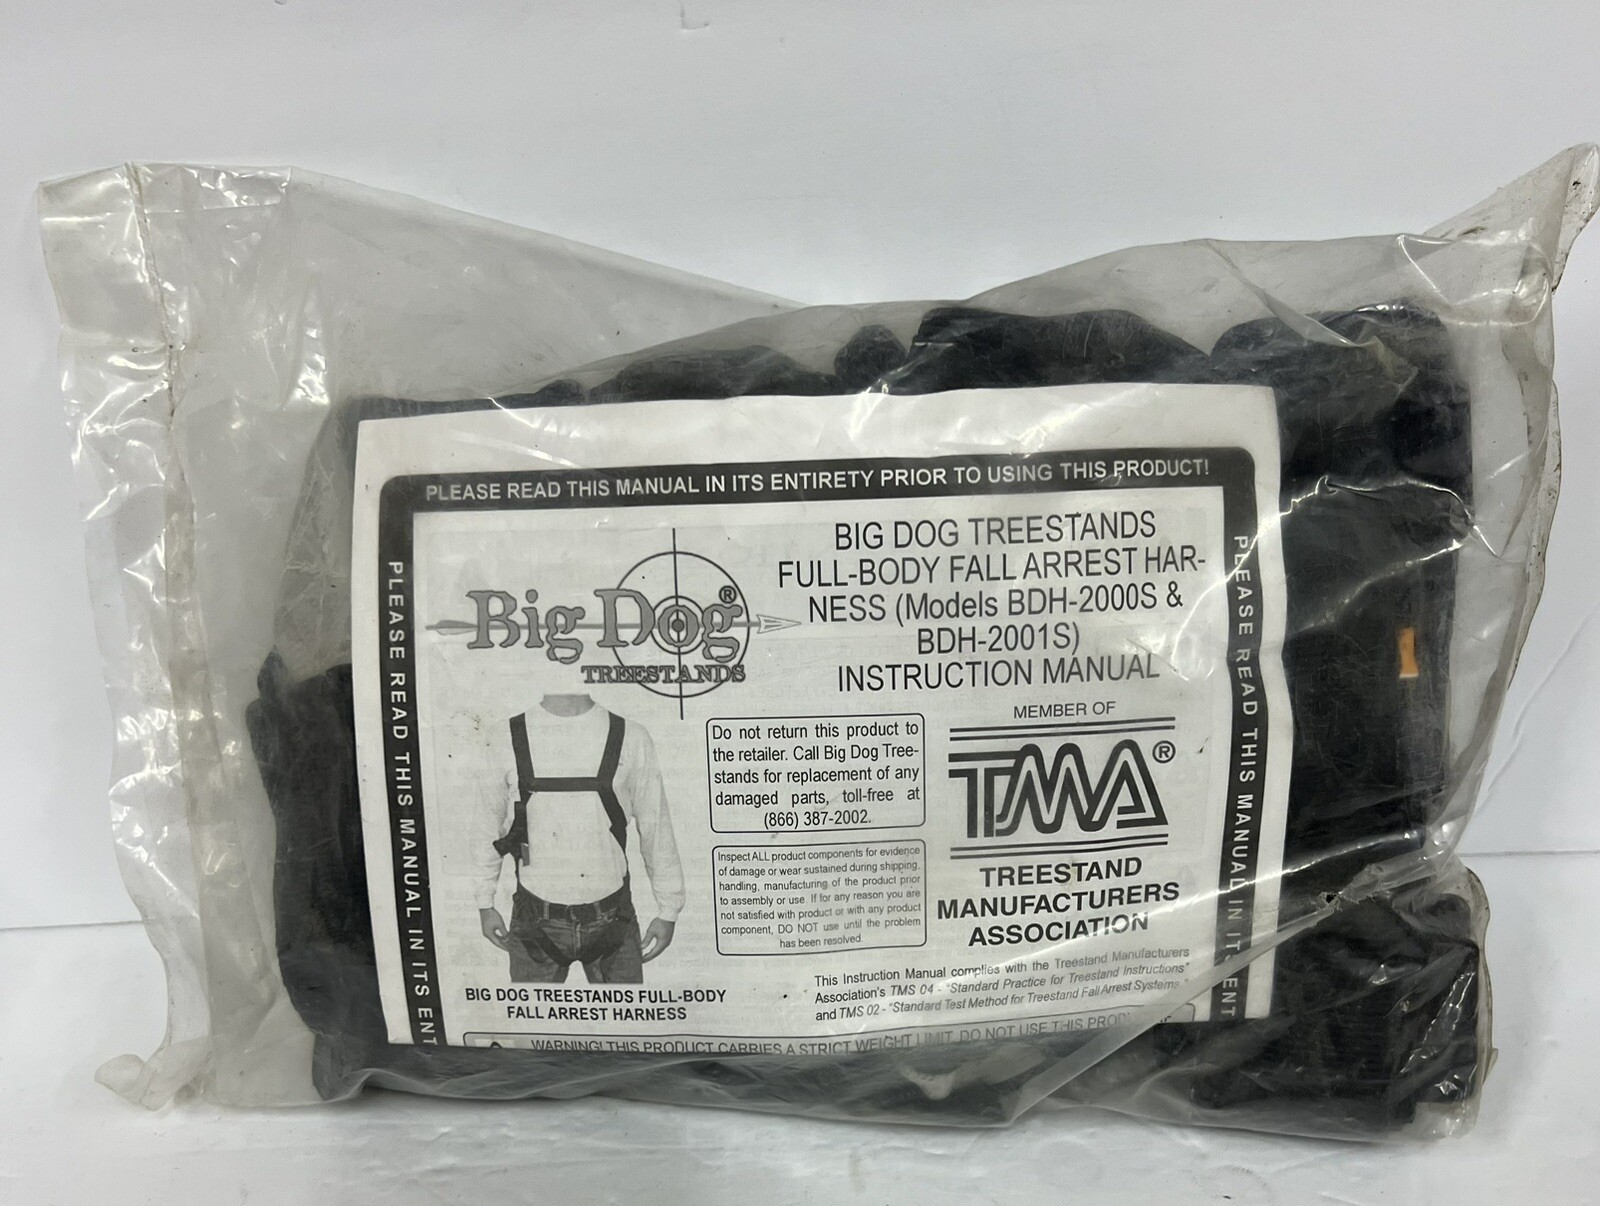 PLEASE READ THIS MANUAL IN ITS ENTIRETY PRIOR TO USING THIS PRODUCT!
PLEASE READ THIS MANUAL IN ITS ENT
Big Dog®
TREESTANDS
BIG DOG TREESTANDS
FULL-BODY FALL ARREST HAR-
NESS (Models BDH-2000S &
BDH-2001S)
INSTRUCTION MANUAL
Do not return this product to
the retailer. Call Big Dog Tree-
stands for replacement of any
damaged parts, toll-free at
(866) 387-2002.
Inspect ALL product components for evidence
of damage or wear sustained during shipping,
handling, manufacturing of the product prior
to assembly or use. If for any reason you are
not satisfied with product or with any product
component, DO NOT use until the problem
has been resolved.
MEMBER OF
TMA®
TREESTAND
MANUFACTURERS
ASSOCIATION
BIG DOG TREESTANDS FULL-BODY
FALL ARREST HARNESS
This Instruction Manual complies with the Treestand Manufacturers
Association's TMS 04 - "Standard Practice for Treestand Instructions"
and TMS 02 - "Standard Test Method for Treestand Fall Arrest Systems."
WARNING! THIS PRODUCT CARRIES A STRICT WEIGHT LIMIT. DO NOT USE THIS
PLEASE READ THIS MANUAL IN ITS ENT